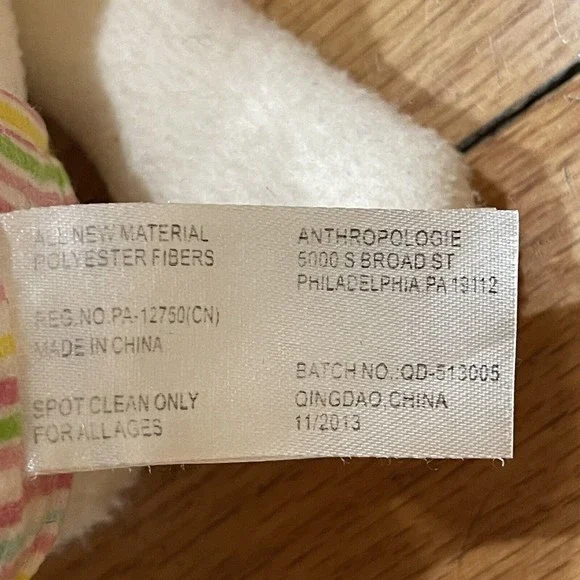 ALL NEW MATERIAL
POLYESTER FIBERS
REG.NO.PA-12750(CN)
MADE IN CHINA
SPOT CLEAN ONLY
FOR ALL AGES
ANTHROPOLOGIE
5000 S BROAD ST
PHILADELPHIA PA 19112
BATCH NO.:QD-513005
QINGDAO,CHINA
11/2013